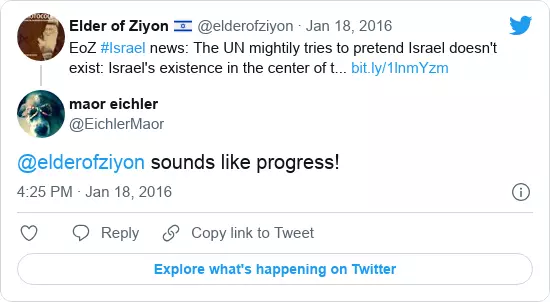 Elder of Ziyon 🇮🇱 @elderofziyon · Jan 18, 2016
EoZ #Israel news: The UN mightily tries to pretend Israel doesn't
exist: Israel's existence in the center of t... bit.ly/1lnmYzm
maor eichler
@EichlerMaor
@elderofziyon sounds like progress!
4:25 PM · Jan 18, 2016
Reply
Copy link to Tweet
Explore what's happening on Twitter